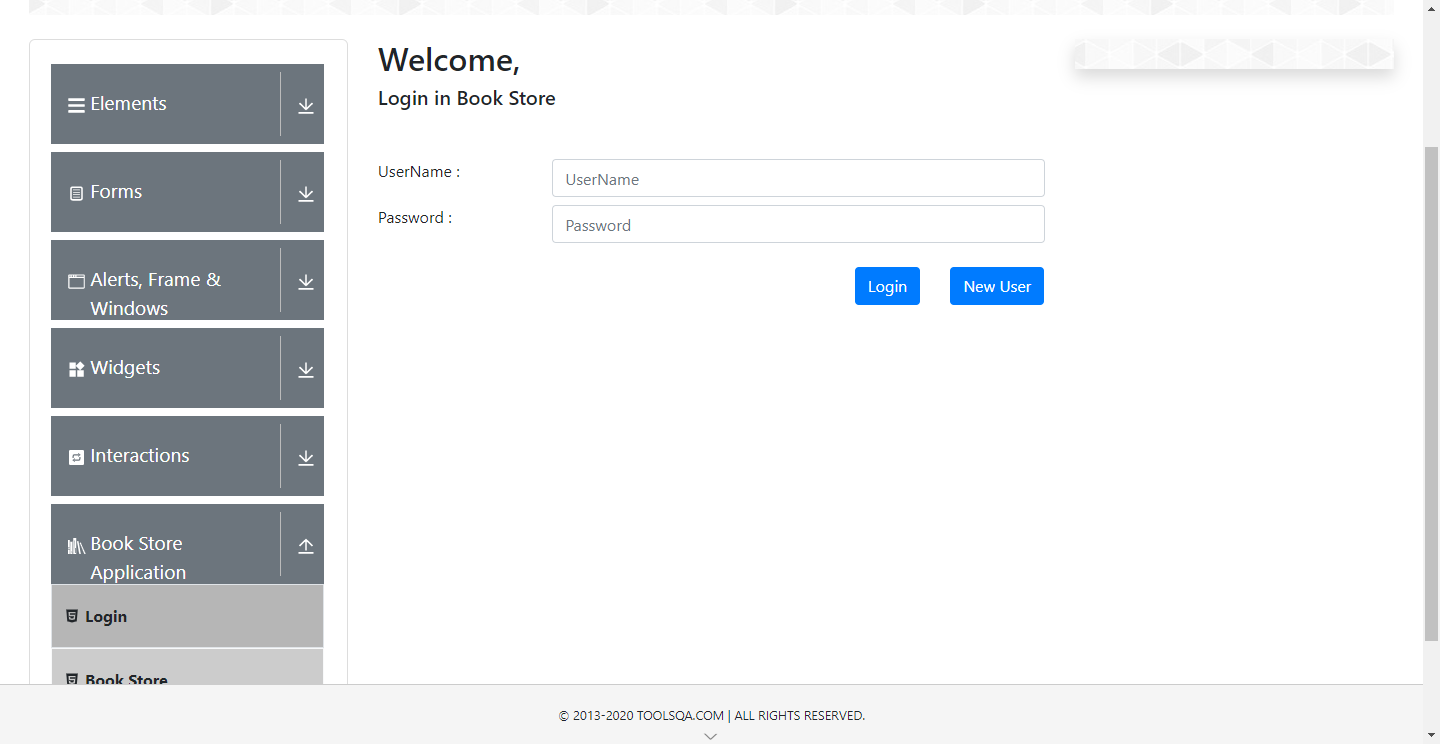 Elements
Forms
Alerts, Frame &
Windows
Widgets
Interactions
Book Store
Application
Login
Book Store
Welcome,
Login in Book Store
UserName :
UserName
Password :
Password
Login
New User
© 2013-2020 TOOLSQA.COM | ALL RIGHTS RESERVED.